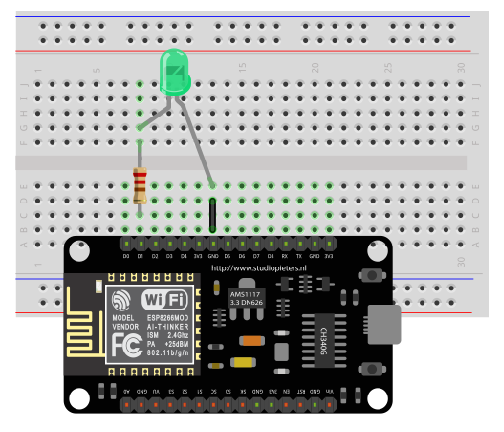 1 5 15 20 25 30
J
I
H
G
F
E
D
C
B
A
D0 D1 D2 D3 D4 3V3 GND D5 D6 D7 D8 RX TX GND 3V3
http://www.studiopieters.nl
1 30
WiFi
MODEL ESP8266MOD
VENDOR AI-THINKER
ISM 2.4GHz
PA +25dBM
802.11b/g/n
FC
AMS1117
3.3 DN626
CH340G
A0 GND VU S3 S2 S1 SC S0 SK GND 3V3 EN RST GND Vin